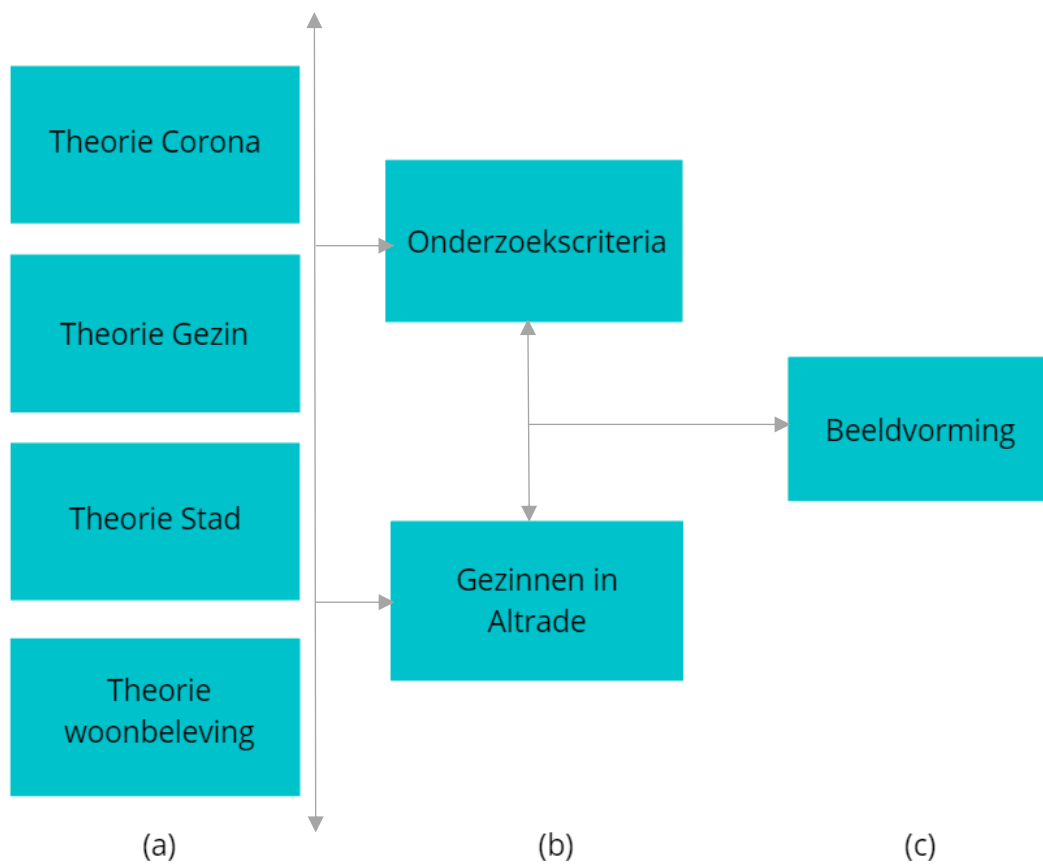 Theorie Corona
Theorie Gezin
Theorie Stad
Theorie
woonbeleving
(a)
Onderzoekscriteria
Gezinnen in
Altrade
(b)
Beeldvorming
(c)